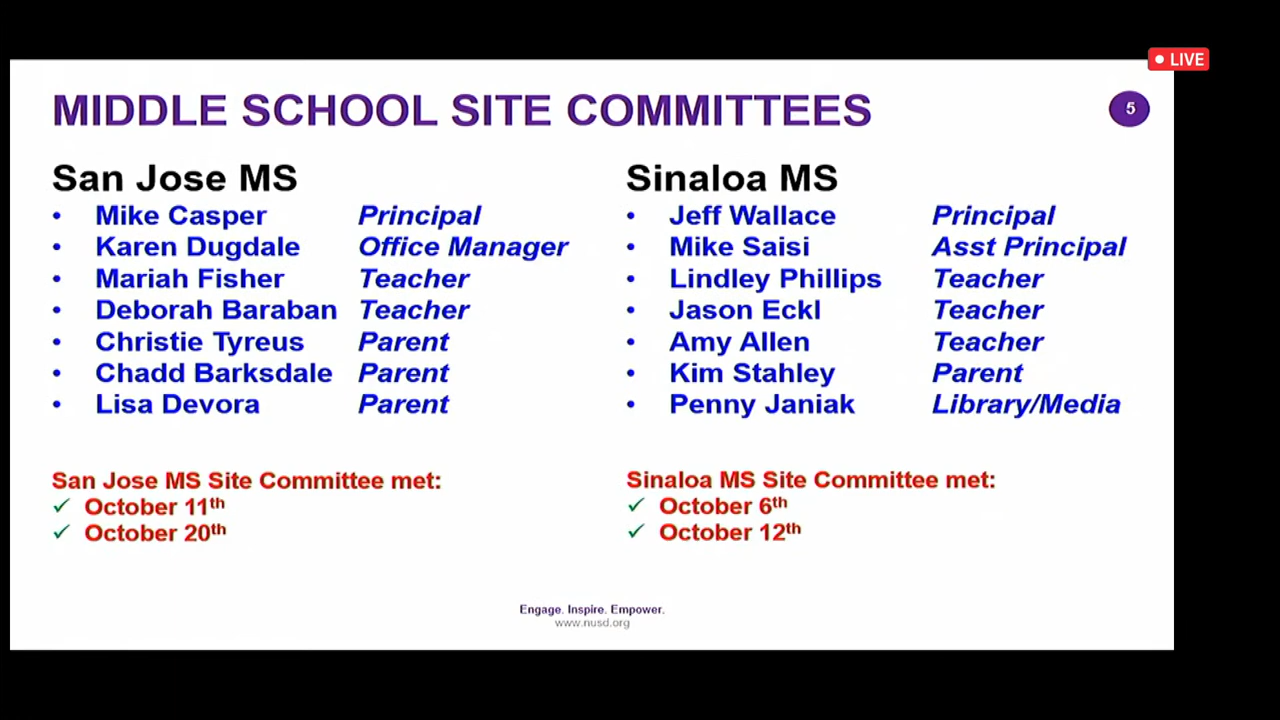 LIVE
MIDDLE SCHOOL SITE COMMITTEES
5
San Jose MS
• Mike Casper Principal
• Karen Dugdale Office Manager
• Mariah Fisher Teacher
• Deborah Baraban Teacher
• Christie Tyreus Parent
• Chadd Barksdale Parent
• Lisa Devora Parent
San Jose MS Site Committee met:
✓ October 11th
✓ October 20th
Sinaloa MS
• Jeff Wallace Principal
• Mike Saisi Asst Principal
• Lindley Phillips Teacher
• Jason Eckl Teacher
• Amy Allen Teacher
• Kim Stahley Parent
• Penny Janiak Library/Media
Sinaloa MS Site Committee met:
✓ October 6th
✓ October 12th
Engage. Inspire. Empower.
www.nusd.org